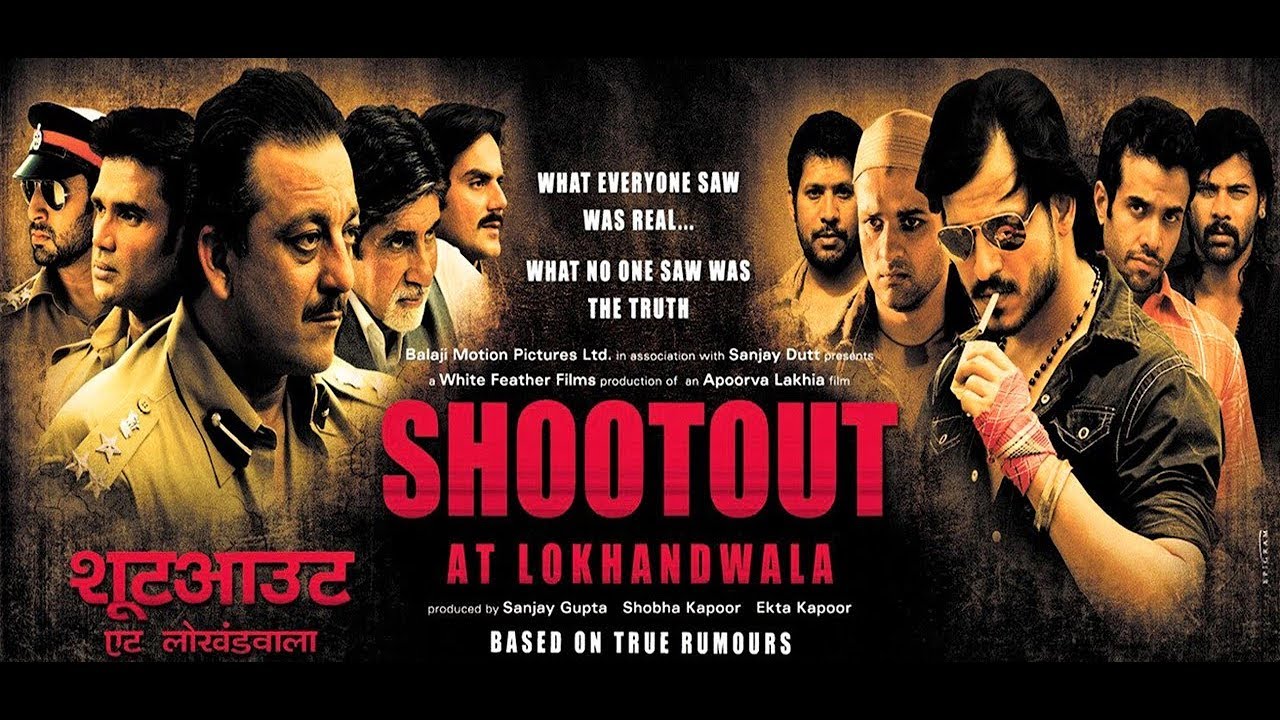 WHAT EVERYONE SAW
WAS REAL...
WHAT NO ONE SAW WAS
THE TRUTH
Balaji Motion Pictures Ltd. in association with Sanjay Dutt presents
a White Feather Films production of an Apoorva Lakhia film
SHOOTOUT
AT LOKHANDWALA
produced by Sanjay Gupta Shobha Kapoor Ekta Kapoor
BASED ON TRUE RUMOURS
शूटआउट
एट लोखंडवाला
EPIGRAM